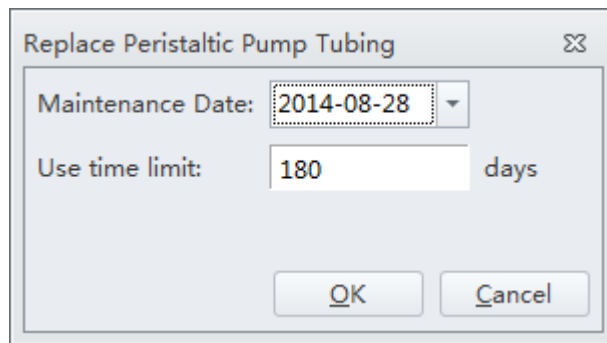 Replace Peristaltic Pump Tubing
Maintenance Date: 2014-08-28
Use time limit: 180 days
OK Cancel